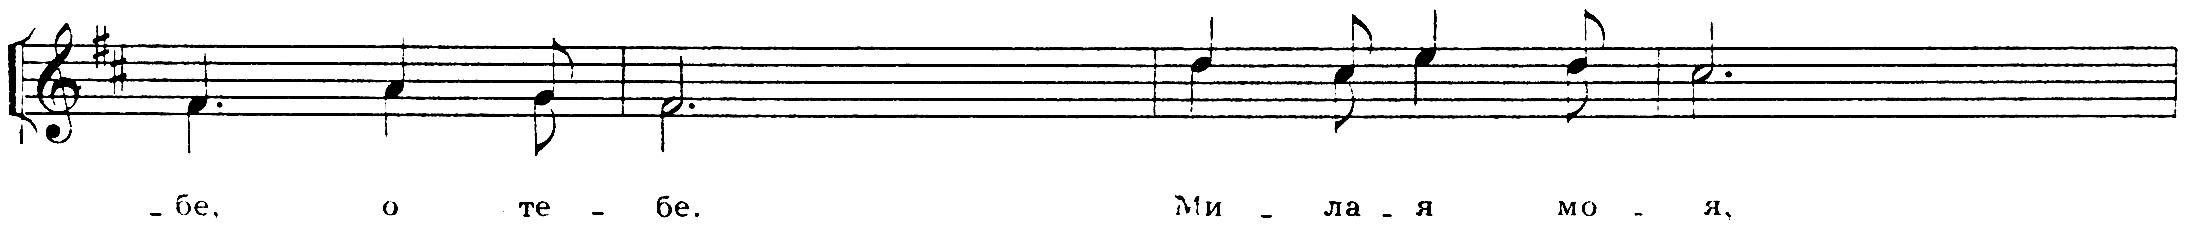 - бе, о те - бе. Ми - ла - я мо - я,